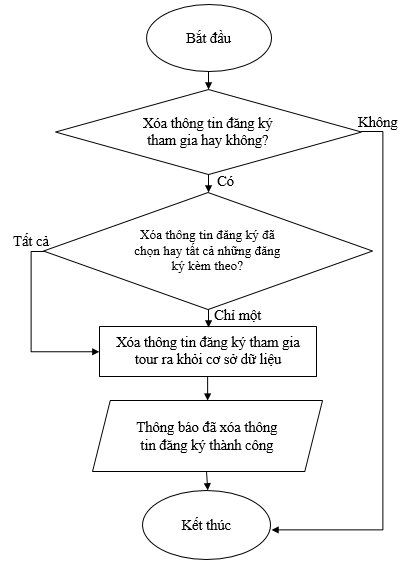 Bắt đầu
Xóa thông tin đăng ký
tham gia hay không?
Không
Có
Xóa thông tin đăng ký đã
chọn hay tất cả những đăng
ký kèm theo?
Tất cả
Chỉ một
Xóa thông tin đăng ký tham gia
tour ra khỏi cơ sở dữ liệu
Thông báo đã xóa thông
tin đăng ký thành công
Kết thúc